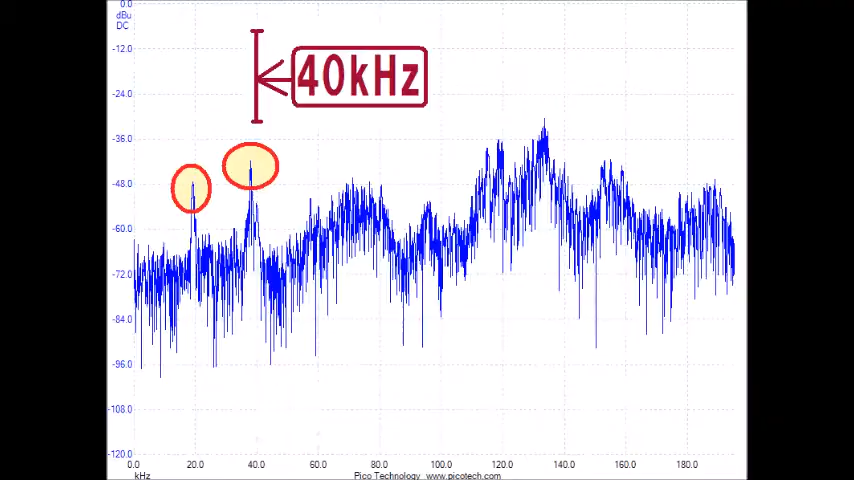 0.0
dBu
DC
-12.0
40kHz
-24.0
-36.0
-48.0
-60.0
-72.0
-84.0
-96.0
-108.0
-120.0
0.0 20.0 40.0 60.0 80.0 100.0 120.0 140.0 160.0 180.0
kHz Pico Technology www.picotech.com